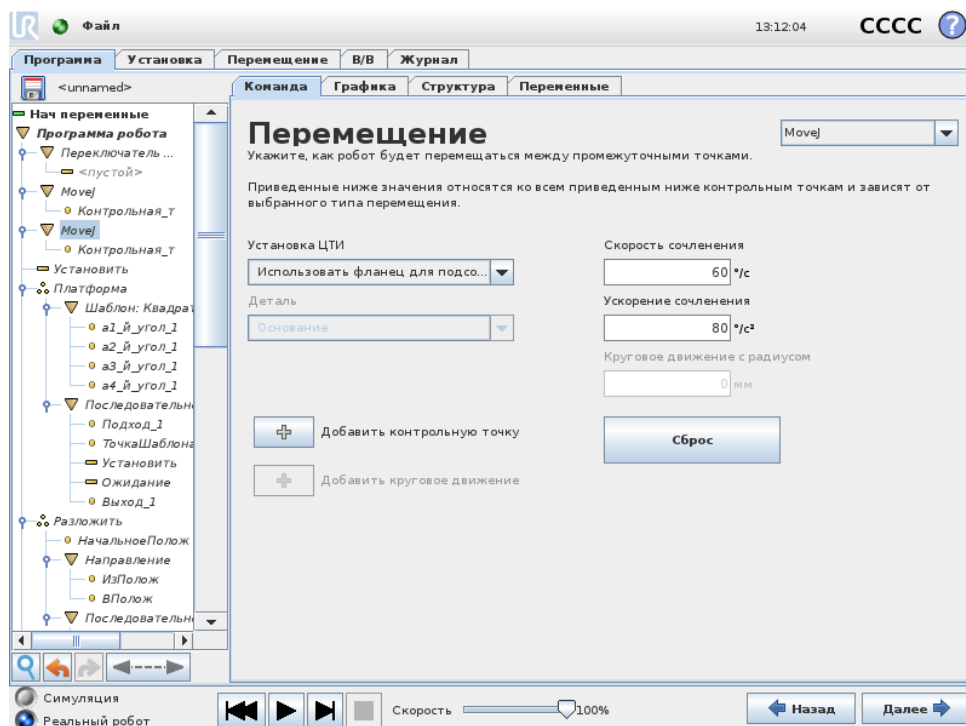 UR Файл 13:12:04 CCCC ?
Программа Установка Перемещение В/В Журнал
<unnamed> Команда Графика Структура Переменные
Нач переменные
Программа робота
Переключатель ...
<пустой>
MoveJ
Контрольная_т
MoveJ
Контрольная_т
Установить
Платформа
Шаблон: Квадрат
a1_й_угол_1
a2_й_угол_1
a3_й_угол_1
a4_й_угол_1
Последовательн
Подход_1
ТочкаШаблона
Установить
Ожидание
Выход_1
Разложить
НачальноеПолож
Направление
ИзПолож
ВПолож
Последовательн
Перемещение MoveJ
Укажите, как робот будет перемещаться между промежуточными точками.
Приведенные ниже значения относятся ко всем приведенным ниже контрольным точкам и зависят от
выбранного типа перемещения.
Установка ЦТИ
Использовать фланец для подсо...
Деталь
Основание
Скорость сочленения
60 °/с
Ускорение сочленения
80 °/с²
Круговое движение с радиусом
0 мм
Добавить контрольную точку
Сброс
Добавить круговое движение
Симуляция
Реальный робот
Скорость 100%
Назад Далее